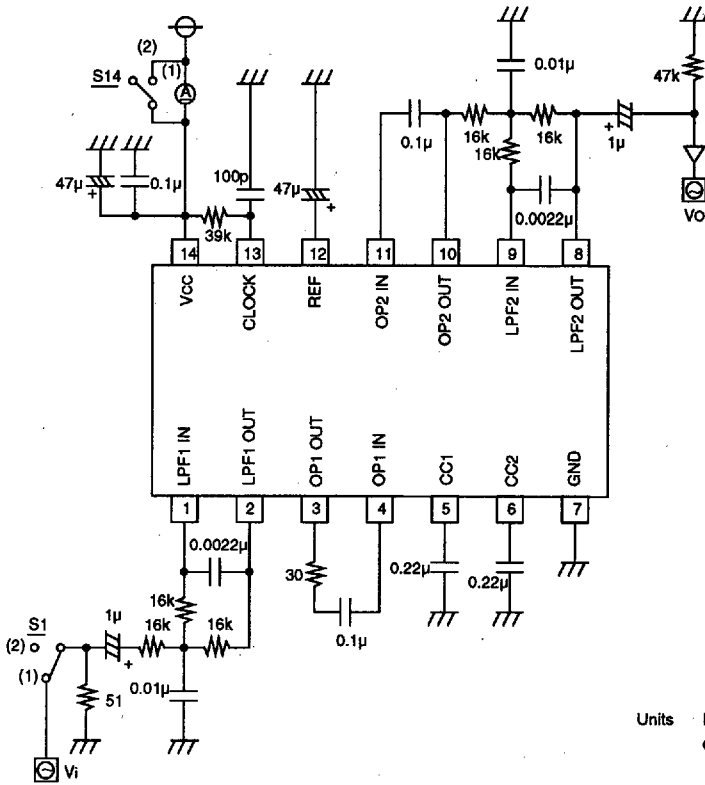 (2)
S14
(1)
A
0.01µ
47k
0.1µ
16k
16k
16k
1µ
+
VO
47µ
+
0.1µ
100p
47µ
+
39k
0.0022µ
14
13
12
11
10
9
8
VCC
CLOCK
REF
OP2 IN
OP2 OUT
LPF2 IN
LPF2 OUT
LPF1 IN
LPF1 OUT
OP1 OUT
OP1 IN
CC1
CC2
GND
1
2
3
4
5
6
7
0.0022µ
30
0.1µ
0.22µ
0.22µ
16k
S1
(2)
(1)
1µ
+
16k
16k
51
0.01µ
Vi
Units